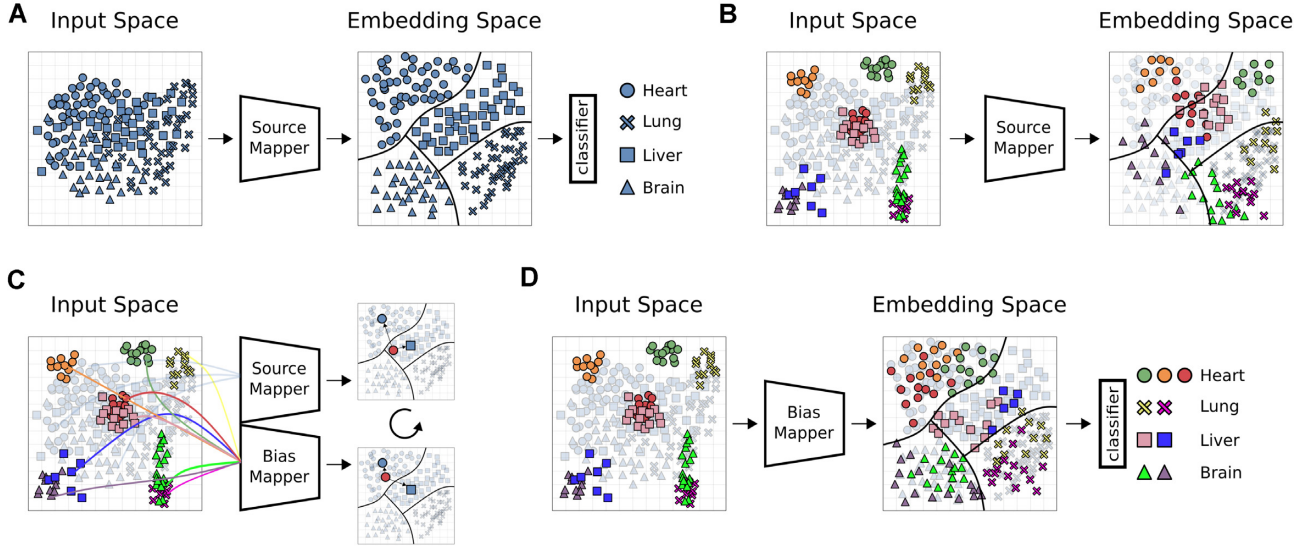 A
Input Space
Embedding Space
Source
Mapper
classifier
Heart
Lung
Liver
Brain
B
Input Space
Embedding Space
Source
Mapper
C
Input Space
Source
Mapper
Bias
Mapper
D
Input Space
Embedding Space
Bias
Mapper
classifier
Heart
Lung
Liver
Brain